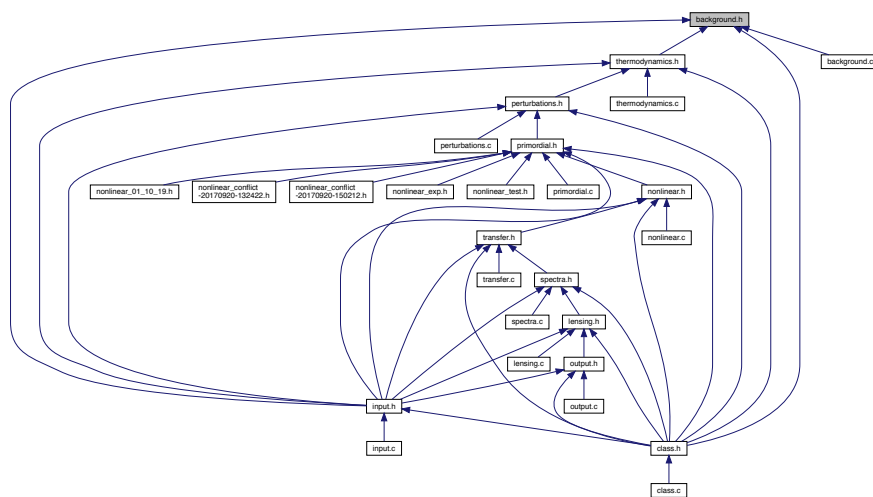 background.h
thermodynamics.h
background.c
perturbations.h
thermodynamics.c
perturbations.c
primordial.h
nonlinear_01_10_19.h
nonlinear_conflict
-20170920-132422.h
nonlinear_conflict
-20170920-150212.h
nonlinear_exp.h
nonlinear_test.h
primordial.c
nonlinear.h
transfer.h
nonlinear.c
transfer.c
spectra.h
spectra.c
lensing.h
lensing.c
output.h
input.h
output.c
input.c
class.h
class.c